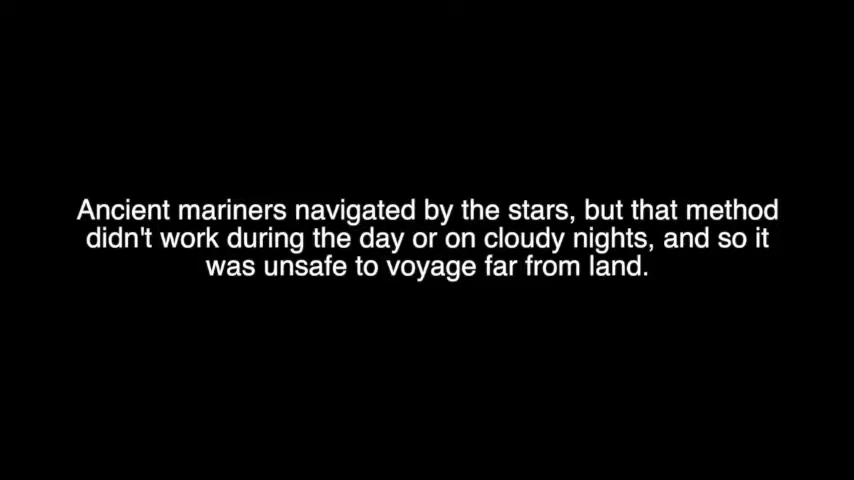 Ancient mariners navigated by the stars, but that method
didn't work during the day or on cloudy nights, and so it
was unsafe to voyage far from land.